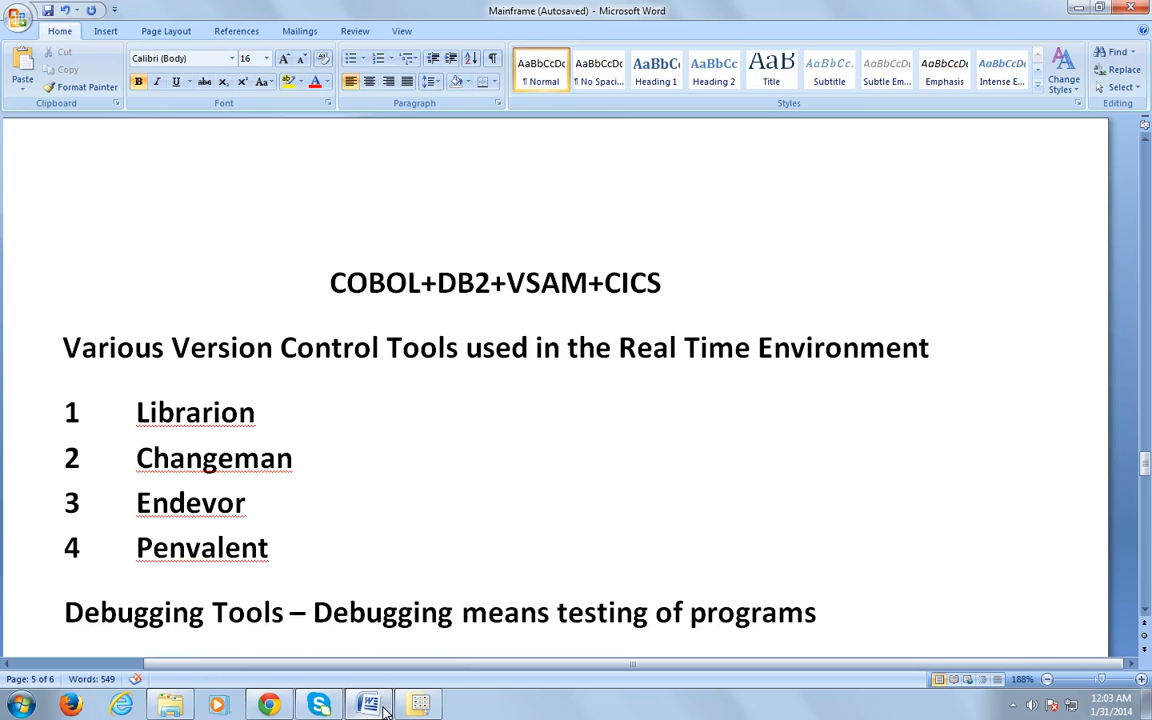 Mainframe (Autosaved) - Microsoft Word
Home Insert Page Layout References Mailings Review View
Cut
Copy
Format Painter
Paste
Clipboard
Calibri (Body) 16
Font
Paragraph
AaBbCcDc AaBbCcDc AaBbC AaBbCc AaB AaBbCc. AaBbCcDc AaBbCcDc AaBbCcDc
¶ Normal ¶ No Spaci... Heading 1 Heading 2 Title Subtitle Subtle Em... Emphasis Intense E...
Change Styles
Styles
Find
Replace
Select
Editing
COBOL+DB2+VSAM+CICS
Various Version Control Tools used in the Real Time Environment
1 Librarion
2 Changeman
3 Endevor
4 Penvalent
Debugging Tools – Debugging means testing of programs
Page: 5 of 6 Words: 549 188%
12:03 AM
1/31/2014